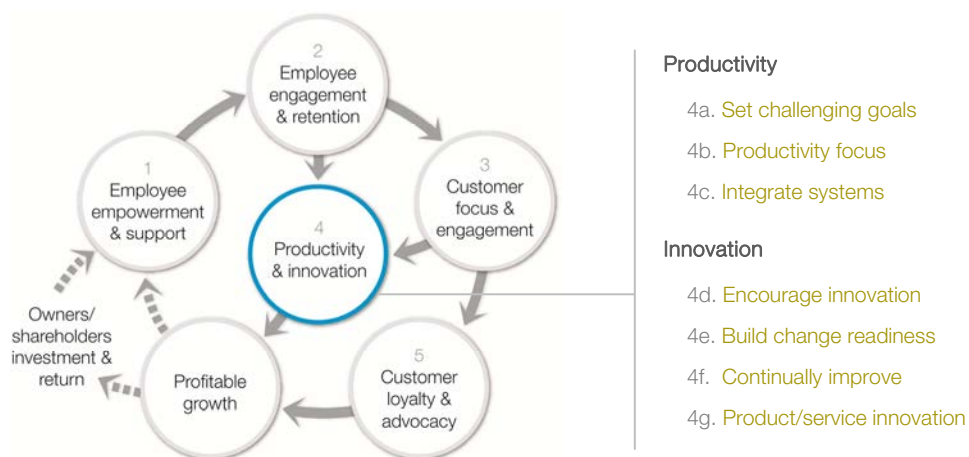 2
Employee
engagement
& retention
1
Employee
empowerment
& support
3
Customer
focus &
engagement
4
Productivity
& innovation
Owners/
shareholders
investment &
return
Profitable
growth
5
Customer
loyalty &
advocacy
Productivity
4a. Set challenging goals
4b. Productivity focus
4c. Integrate systems
Innovation
4d. Encourage innovation
4e. Build change readiness
4f. Continually improve
4g. Product/service innovation